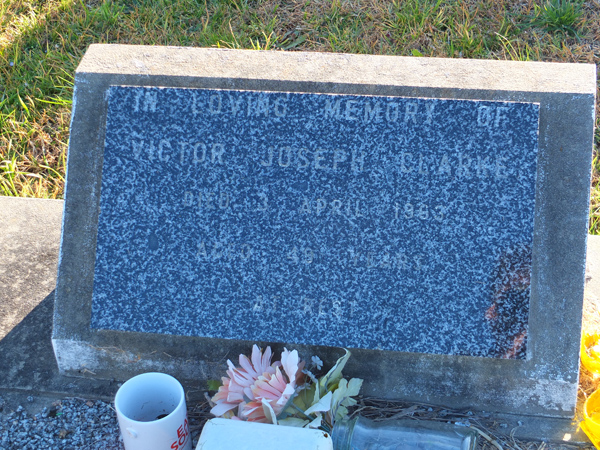 IN LOVING MEMORY OF
VICTOR JOSEPH CLARKE
DIED 3 APRIL 1983
AGED YEARS
AT REST